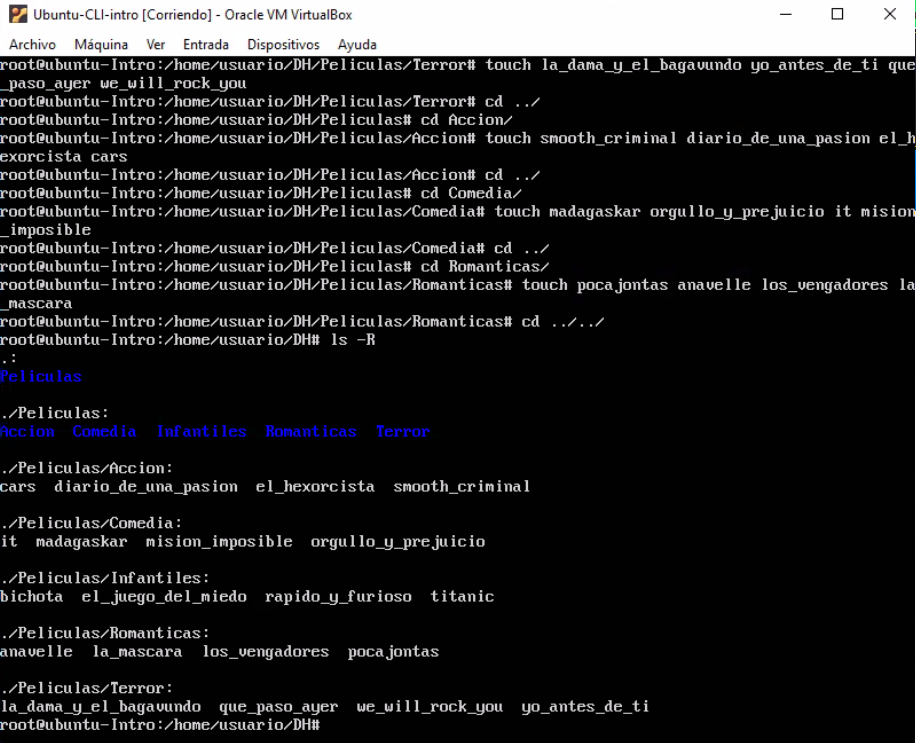 Ubuntu-CLI-intro [Corriendo] - Oracle VM VirtualBox
Archivo Máquina Ver Entrada Dispositivos Ayuda
root@ubuntu-Intro:/home/usuario/DH/Peliculas/Terror# touch la_dama_y_el_bagavundo yo_antes_de_ti que
_paso_ayer we_will_rock_you
root@ubuntu-Intro:/home/usuario/DH/Peliculas/Terror# cd ../
root@ubuntu-Intro:/home/usuario/DH/Peliculas# cd Accion/
root@ubuntu-Intro:/home/usuario/DH/Peliculas/Accion# touch smooth_criminal diario_de_una_pasion el_h
exorcista cars
root@ubuntu-Intro:/home/usuario/DH/Peliculas/Accion# cd ../
root@ubuntu-Intro:/home/usuario/DH/Peliculas# cd Comedia/
root@ubuntu-Intro:/home/usuario/DH/Peliculas/Comedia# touch madagaskar orgullo_y_prejuicio it mision
_imposible
root@ubuntu-Intro:/home/usuario/DH/Peliculas/Comedia# cd ../
root@ubuntu-Intro:/home/usuario/DH/Peliculas# cd Romanticas/
root@ubuntu-Intro:/home/usuario/DH/Peliculas/Romanticas# touch pocajontas anavelle los_vengadores la
_mascara
root@ubuntu-Intro:/home/usuario/DH/Peliculas/Romanticas# cd ../../
root@ubuntu-Intro:/home/usuario/DH# ls -R
.:
Peliculas
./Peliculas:
Accion Comedia Infantiles Romanticas Terror
./Peliculas/Accion:
cars diario_de_una_pasion el_hexorcista smooth_criminal
./Peliculas/Comedia:
it madagaskar mision_imposible orgullo_y_prejuicio
./Peliculas/Infantiles:
bichota el_juego_del_miedo rapido_y_furioso titanic
./Peliculas/Romanticas:
anavelle la_mascara los_vengadores pocajontas
./Peliculas/Terror:
la_dama_y_el_bagavundo que_paso_ayer we_will_rock_you yo_antes_de_ti
root@ubuntu-Intro:/home/usuario/DH#